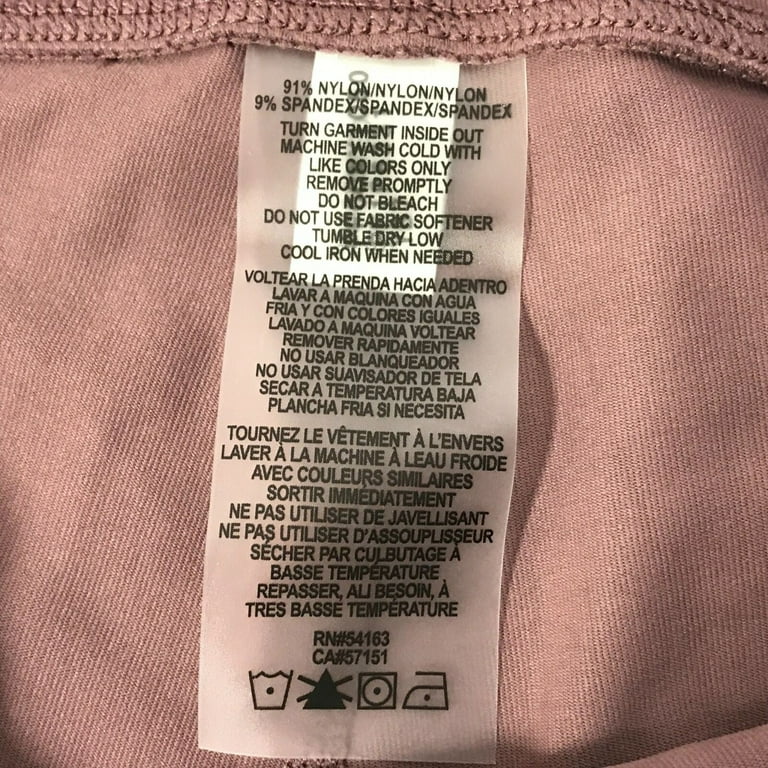 91% NYLON/NYLON/NYLON
9% SPANDEX/SPANDEX/SPANDEX
TURN GARMENT INSIDE OUT
MACHINE WASH COLD WITH
LIKE COLORS ONLY
REMOVE PROMPTLY
DO NOT BLEACH
DO NOT USE FABRIC SOFTENER
TUMBLE DRY LOW
COOL IRON WHEN NEEDED
VOLTEAR LA PRENDA HACIA ADENTRO
LAVAR A MAQUINA CON AGUA
FRIA Y CON COLORES IGUALES
LAVADO A MAQUINA VOLTEAR
REMOVER RAPIDAMENTE
NO USAR BLANQUEADOR
NO USAR SUAVISADOR DE TELA
SECAR A TEMPERATURA BAJA
PLANCHA FRIA SI NECESITA
TOURNEZ LE VÊTEMENT À L'ENVERS
LAVER À LA MACHINE À LEAU FROIDE
AVEC COULEURS SIMILAIRES
SORTIR IMMÉDIATEMENT
NE PAS UTILISER DE JAVELLISANT
NE PAS UTILISER D'ASSOUPLISSEUR
SÉCHER PAR CULBUTAGE À
BASSE TEMPÉRATURE
REPASSER, ALI BESOIN, À
TRES BASSE TEMPÉRATURE
RN#54163
CA#57151